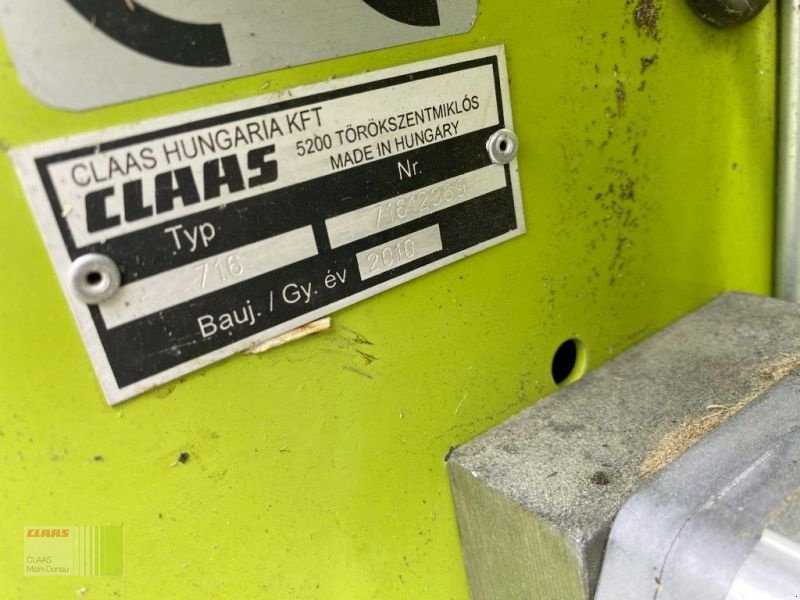 CLAAS HUNGARIA KFT
5200 TÖRÖKSZENTMIKLÓS
CLAAS
MADE IN HUNGARY
Typ
Nr.
716
71612369
Bauj. / Gy. év
2010
CLAAS
CLAAS
Main-Donau